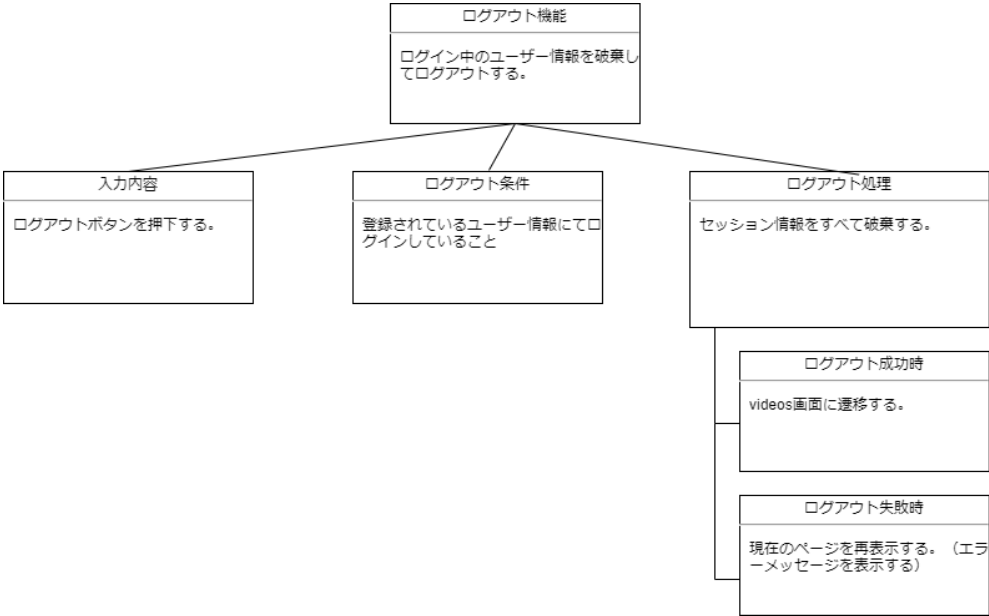 ログアウト機能
ログイン中のユーザー情報を破棄し
てログアウトする。
入力内容
ログアウトボタンを押下する。
ログアウト条件
登録されているユーザー情報にてロ
グインしていること
ログアウト処理
セッション情報をすべて破棄する。
ログアウト成功時
videos画面に遷移する。
ログアウト失敗時
現在のページを再表示する。（エラ
ーメッセージを表示する）